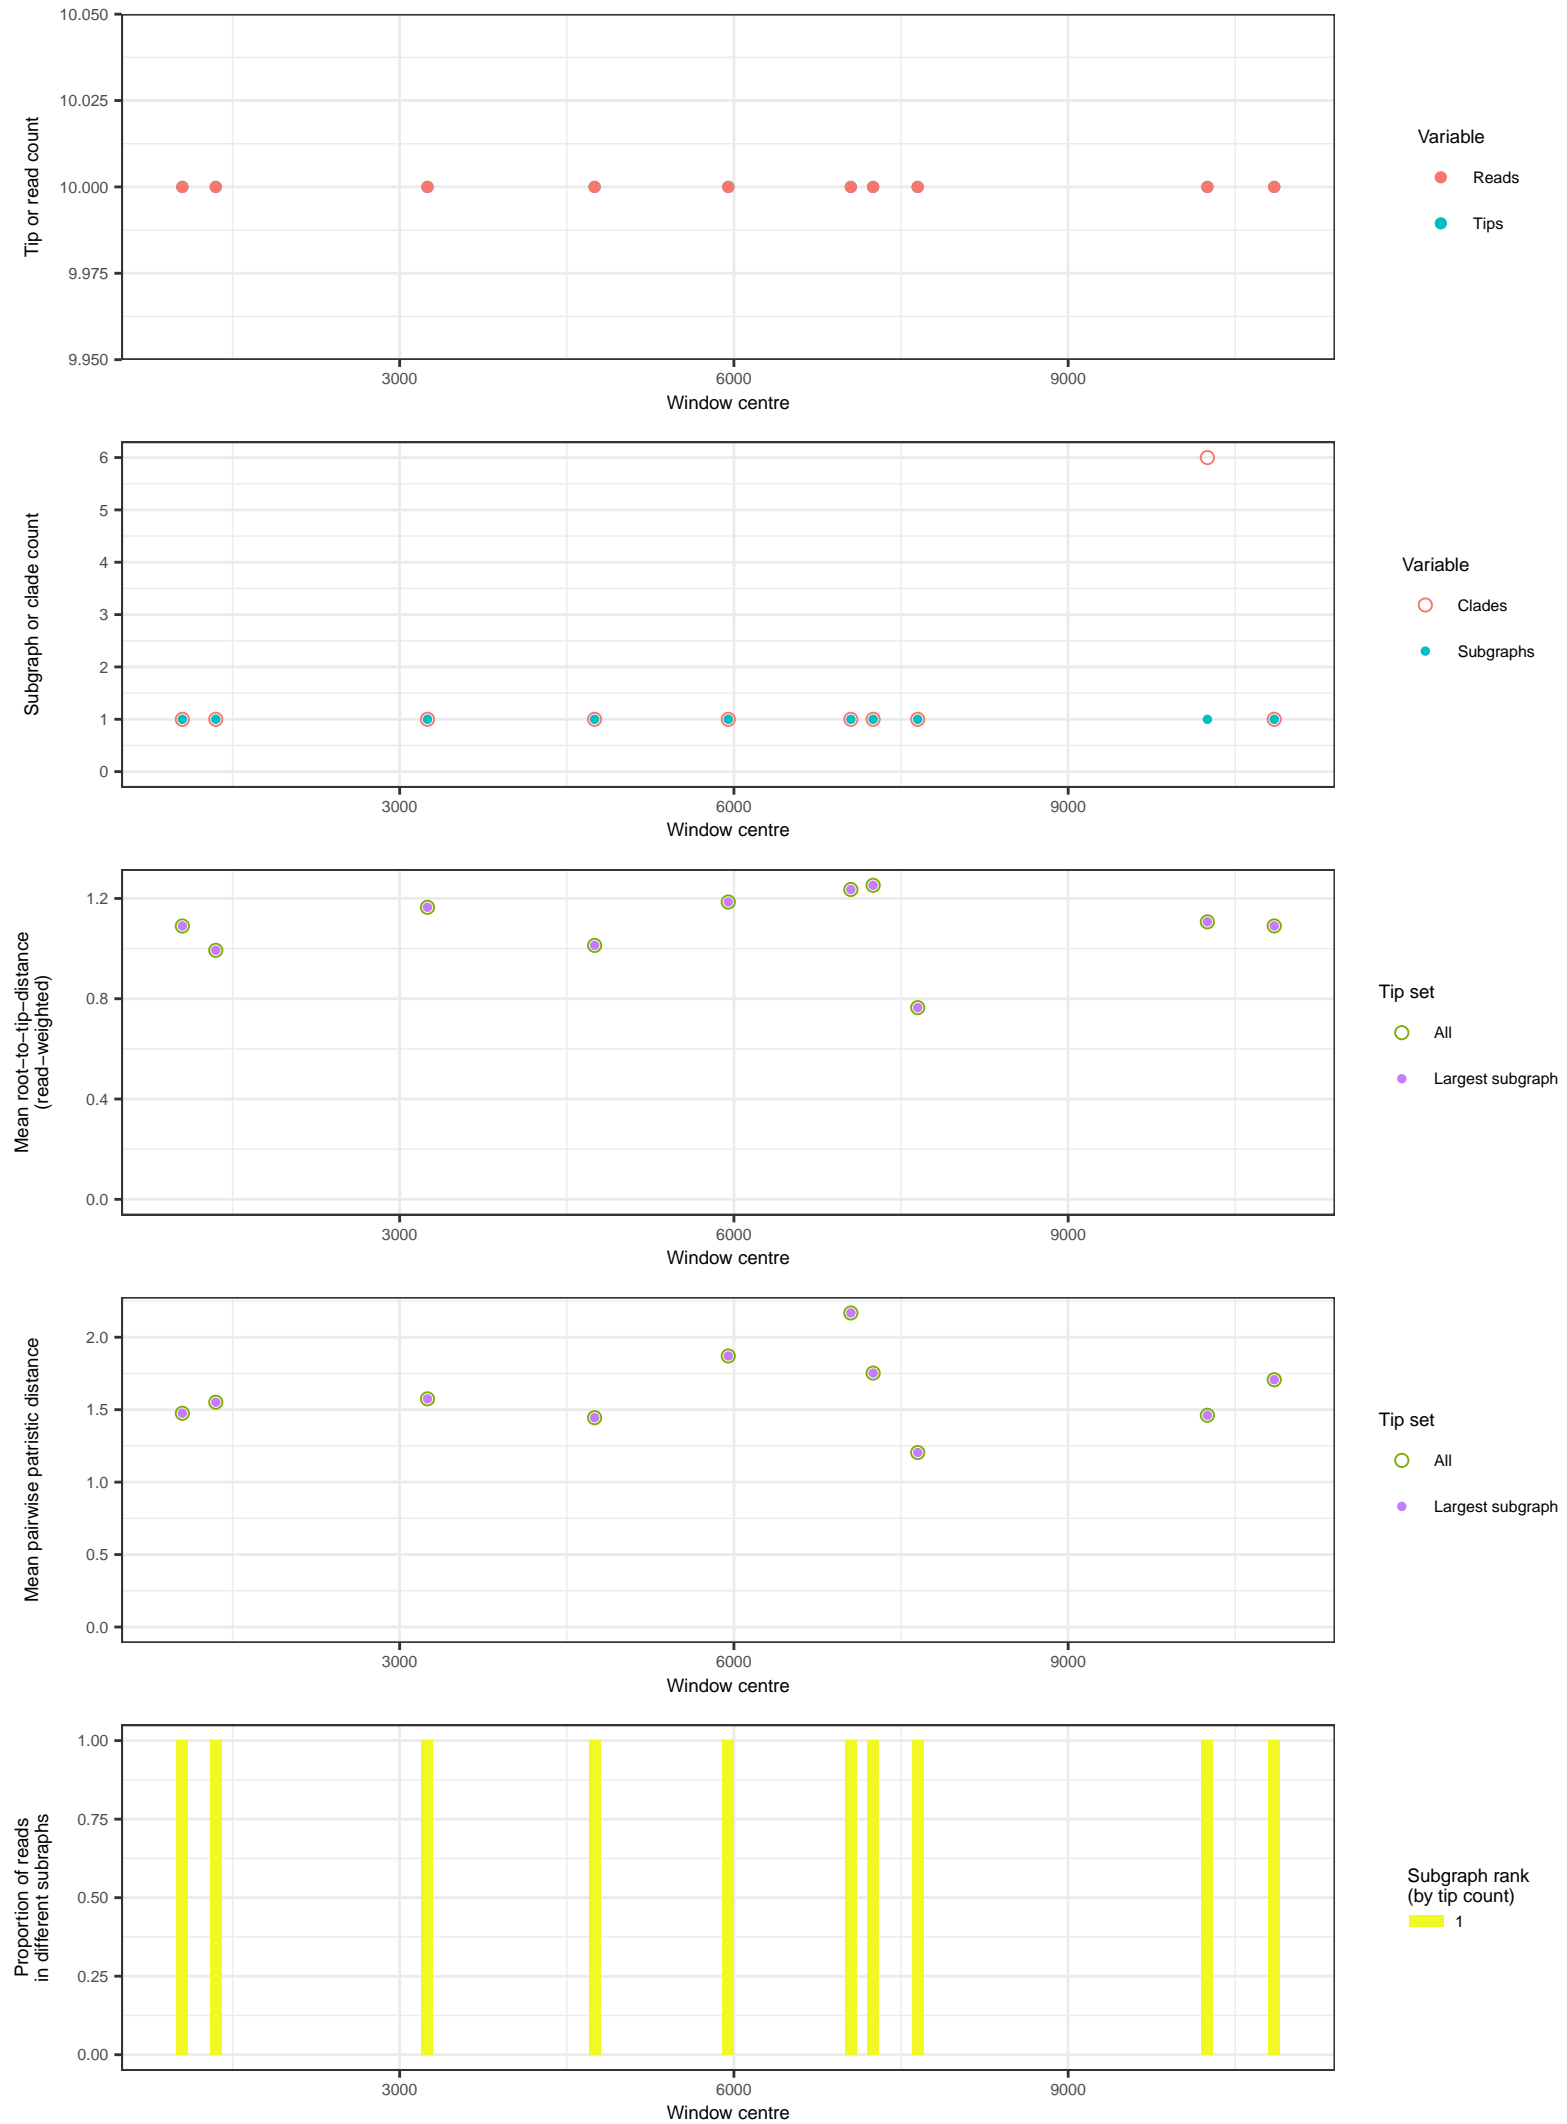 10.050
10.025
10.000
9.975
9.950
Tip or read count
3000 6000 9000
Window centre
Variable
Reads
Tips
6
5
4
3
2
1
0
Subgraph or clade count
3000 6000 9000
Window centre
Variable
Clades
Subgraphs
1.2
0.8
0.4
0.0
Mean root−to−tip−distance
(read−weighted)
3000 6000 9000
Window centre
Tip set
All
Largest subgraph
2.0
1.5
1.0
0.5
0.0
Mean pairwise patristic distance
3000 6000 9000
Window centre
Tip set
All
Largest subgraph
1.00
0.75
0.50
0.25
0.00
Proportion of reads
in different subraphs
3000 6000 9000
Window centre
Subgraph rank
(by tip count)
1